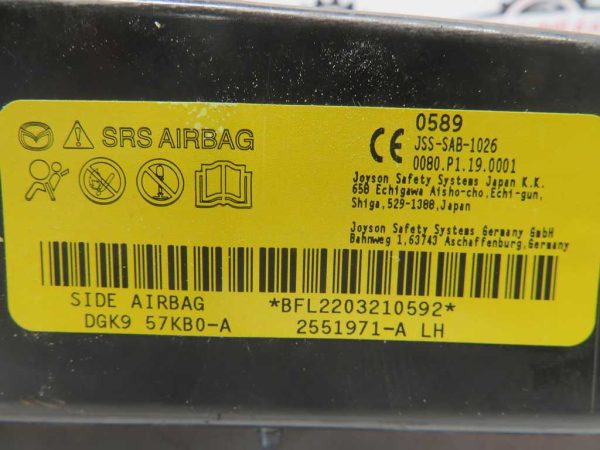 SRS AIRBAG
CE 0589
JSS-SAB-1026
0080.P1.19.0001
Joyson Safety Systems Japan K.K.
658 Echigawa Aisho-cho,Echi-gun,
Shiga,529-1388,Japan
Joyson Safety Systems Germany GmbH
Bahnweg 1,63743 Aschaffenburg,Germany
SIDE AIRBAG *BFL2203210592*
DGK9 57KB0-A 2551971-A LH